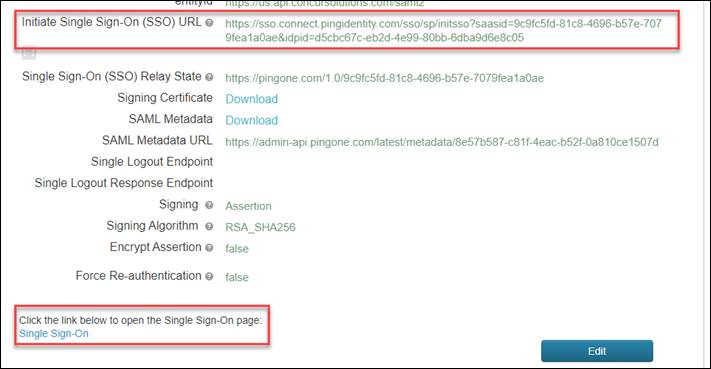 entityId https://us.api.concursolutions.com/saml2
Initiate Single Sign-On (SSO) URL https://sso.connect.pingidentity.com/sso/sp/initsso?saasid=9c9fc5fd-81c8-4696-b57e-707
9fea1a0ae&idpid=d5cbc67c-eb2d-4e99-80bb-6dba9d6e8c05
Single Sign-On (SSO) Relay State https://pingone.com/1.0/9c9fc5fd-81c8-4696-b57e-7079fea1a0ae
Signing Certificate Download
SAML Metadata Download
SAML Metadata URL https://admin-api.pingone.com/latest/metadata/8e57b587-c81f-4eac-b52f-0a810ce1507d
Single Logout Endpoint
Single Logout Response Endpoint
Signing Assertion
Signing Algorithm RSA_SHA256
Encrypt Assertion false
Force Re-authentication false
Click the link below to open the Single Sign-On page:
Single Sign-On
Edit